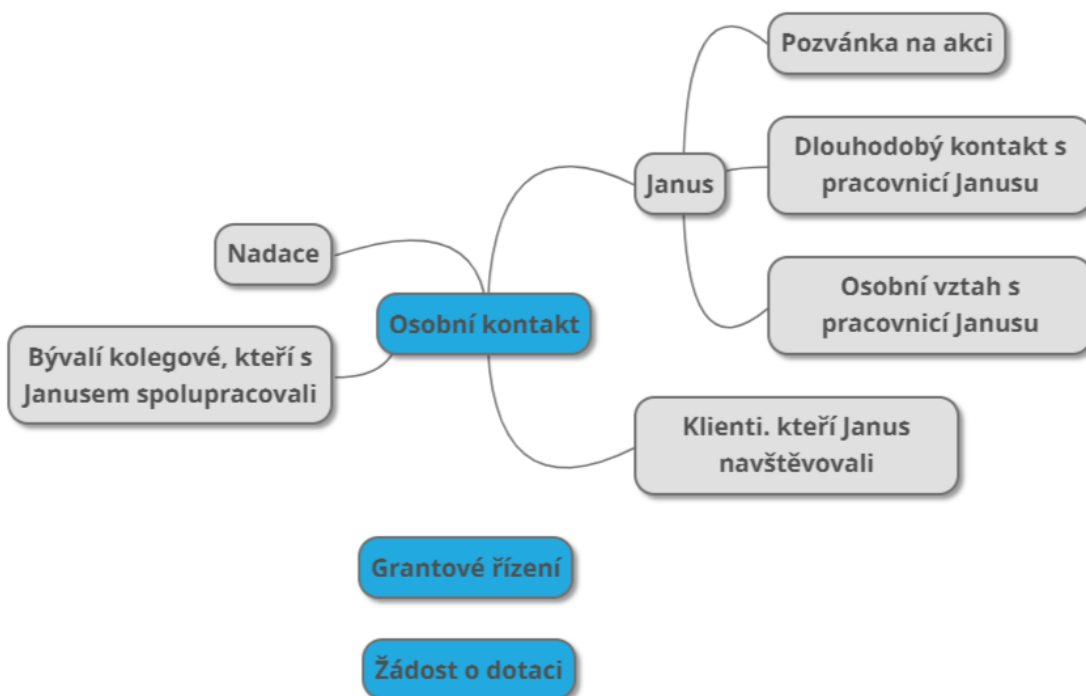 Pozvánka na akci
Dlouhodobý kontakt s
pracovnicí Janusu
Janus
Nadace
Osobní vztah s
pracovnicí Janusu
Osobní kontakt
Bývalí kolegové, kteří s
Janusem spolupracovali
Klienti. kteří Janus
navštěvovali
Grantové řízení
Žádost o dotaci